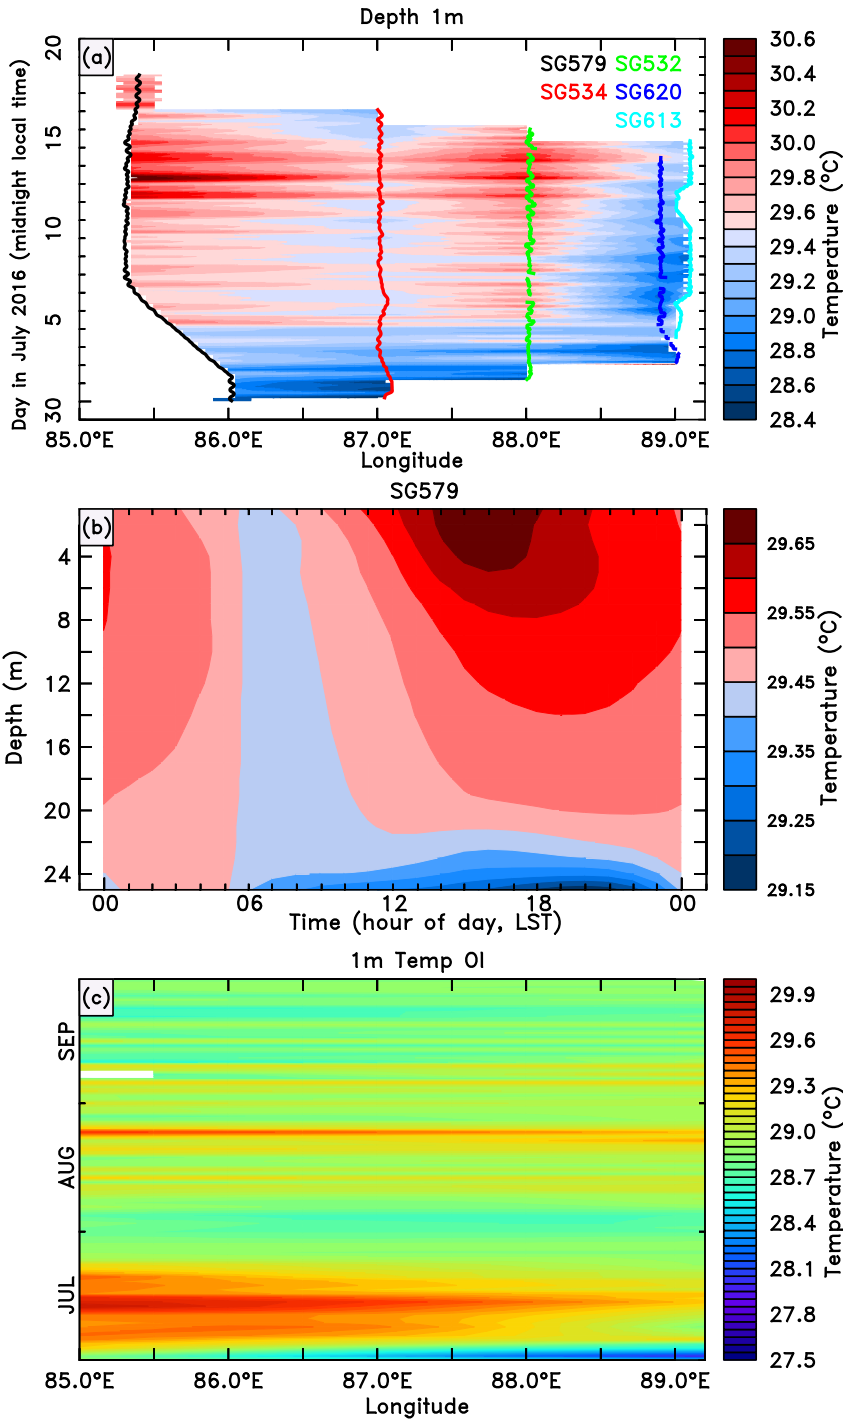 Depth 1m
(a)
SG579 SG532
SG534 SG620
SG613
20
15
10
5
30
Day in July 2016 (midnight local time)
85.0°E 86.0°E 87.0°E 88.0°E 89.0°E
Longitude
30.6
30.4
30.2
30.0
29.8
29.6
29.4
29.2
29.0
28.8
28.6
28.4
Temperature (°C)
SG579
(b)
4
8
12
16
20
24
Depth (m)
00 06 12 18 00
Time (hour of day, LST)
29.65
29.55
29.45
29.35
29.25
29.15
Temperature (°C)
1m Temp OI
(c)
SEP
AUG
JUL
85.0°E 86.0°E 87.0°E 88.0°E 89.0°E
Longitude
29.9
29.6
29.3
29.0
28.7
28.4
28.1
27.8
27.5
Temperature (°C)